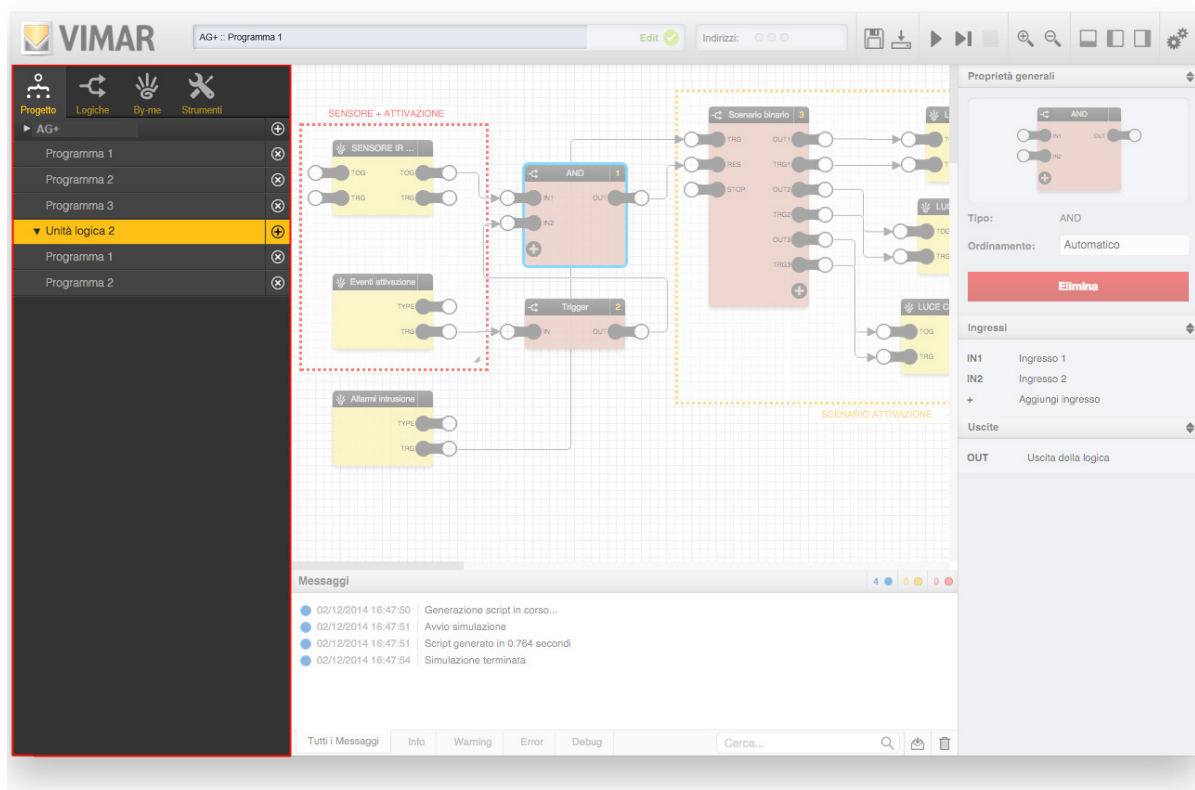 VIMAR
AG+ :: Programma 1
Edit
Indirizzi:
Progetto
Logiche
By-me
Strumenti
AG+
Programma 1
Programma 2
Programma 3
Unità logica 2
Programma 1
Programma 2
SENSORE + ATTIVAZIONE
SENSORE IR ...
TOG TOG
TRG TRG
Eventi attivazione
TYPE
TRG
Allarmi intrusione
TYPE
TRG
AND 1
IN1 OUT
IN2
Trigger 2
IN OUT
Scenario binario 3
TRG OUT1
RES TRG1
STOP OUT2
TRG2
OUT3
TRG3
TOG
TRG
LUCE C
TOG
TRG
SCENARIO ATTIVAZIONE
Messaggi
4 0 0
02/12/2014 16:47:50 Generazione script in corso...
02/12/2014 16:47:51 Avvio simulazione
02/12/2014 16:47:51 Script generato in 0.764 secondi
02/12/2014 16:47:54 Simulazione terminata
Tutti i Messaggi
Info
Warning
Error
Debug
Cerca...
Proprietà generali
AND
IN1 OUT
IN2
Tipo: AND
Ordinamento: Automatico
Elimina
Ingressi
IN1 Ingresso 1
IN2 Ingresso 2
+ Aggiungi ingresso
Uscite
OUT Uscita della logica